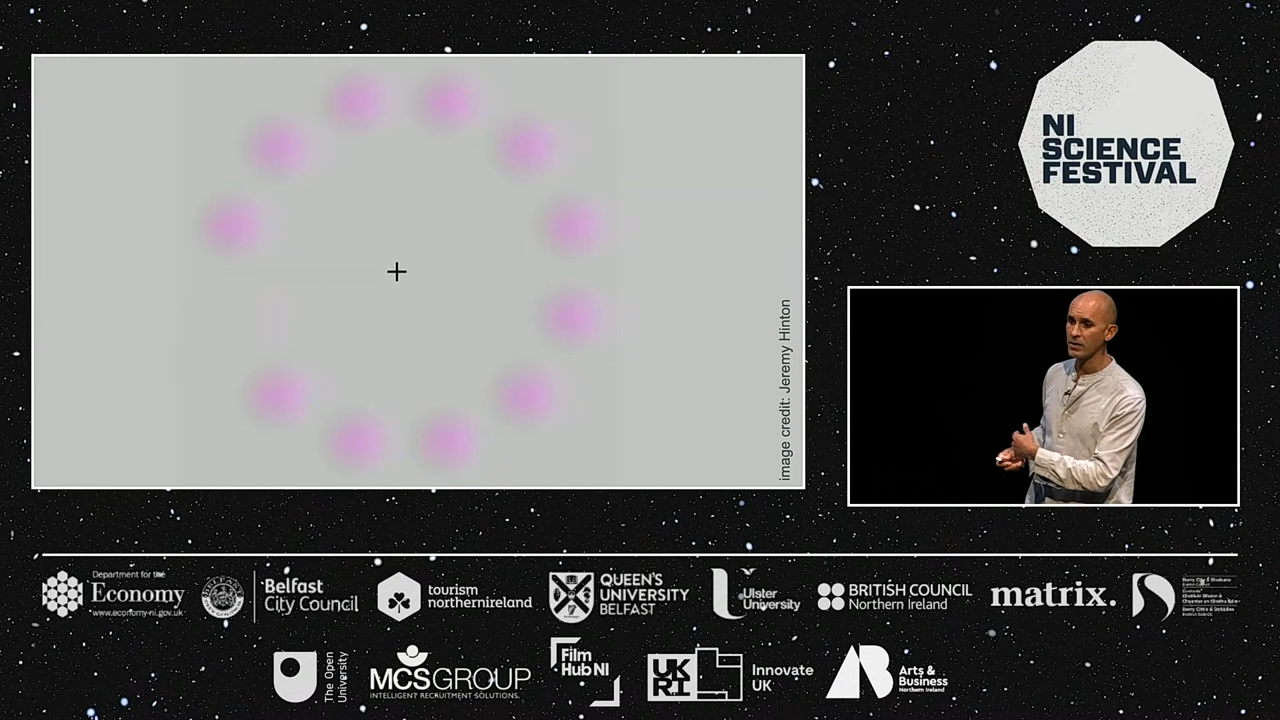 NI
SCIENCE
FESTIVAL
image credit: Jeremy Hinton
Department for the
Economy
www.economy-ni.gov.uk
Belfast
City Council
tourism
northernireland
QUEEN'S
UNIVERSITY
BELFAST
Ulster
University
BRITISH COUNCIL
Northern Ireland
matrix.
The Open
University
MCSGROUP
INTELLIGENT RECRUITMENT SOLUTIONS.
Film
Hub NI
UK
RI
Innovate
UK
Arts &
Business
Northern Ireland